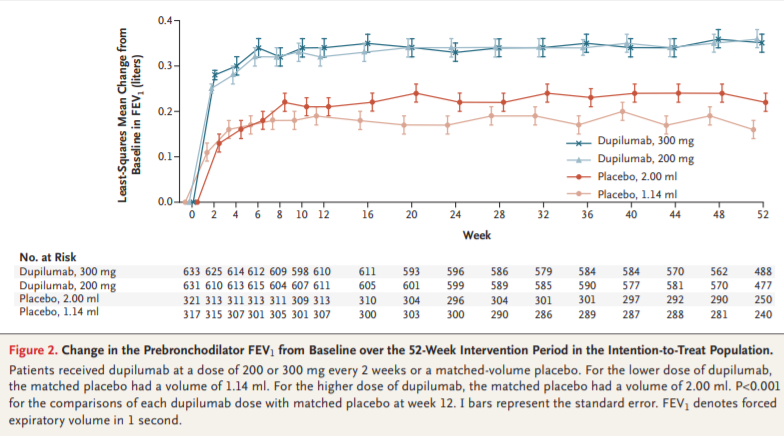 Least-Squares Mean Change from
Baseline in FEV₁ (liters)
0.4
0.3
0.2
0.1
0.0
0 2 4 6 8 10 12 16 20 24 28 32 36 40 44 48 52
Week
Dupilumab, 300 mg
Dupilumab, 200 mg
Placebo, 2.00 ml
Placebo, 1.14 ml
No. at Risk
Dupilumab, 300 mg 633 625 614 612 609 598 610 611 593 596 586 579 584 584 570 562 488
Dupilumab, 200 mg 631 610 613 615 604 607 611 605 601 599 589 585 590 577 581 570 477
Placebo, 2.00 ml 321 313 311 313 311 309 313 310 304 296 304 301 301 297 292 290 250
Placebo, 1.14 ml 317 315 307 301 305 301 307 300 303 300 290 286 289 287 288 281 240
Figure 2. Change in the Prebronchodilator FEV₁ from Baseline over the 52-Week Intervention Period in the Intention-to-Treat Population.
Patients received dupilumab at a dose of 200 or 300 mg every 2 weeks or a matched-volume placebo. For the lower dose of dupilumab,
the matched placebo had a volume of 1.14 ml. For the higher dose of dupilumab, the matched placebo had a volume of 2.00 ml. P<0.001
for the comparisons of each dupilumab dose with matched placebo at week 12. I bars represent the standard error. FEV₁ denotes forced
expiratory volume in 1 second.